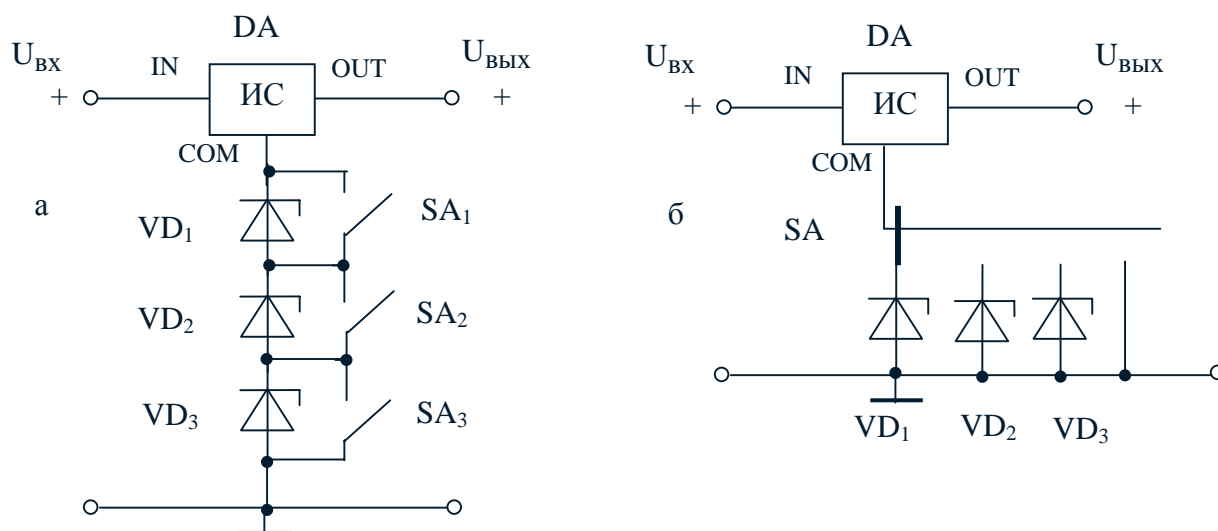 DA
U_вх
IN
OUT
U_вых
+
ИС
+
COM
а
VD₁
SA₁
VD₂
SA₂
VD₃
SA₃
DA
U_вх
IN
OUT
U_вых
+
ИС
+
COM
б
SA
VD₁
VD₂
VD₃